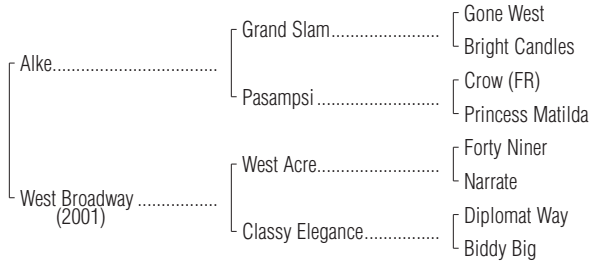 Gone West
Grand Slam..........................
Bright Candles
Alke.................................
Crow (FR)
Pasampsi .............................
Princess Matilda
Forty Niner
West Acre............................
Narrate
West Broadway ................
(2001)
Diplomat Way
Classy Elegance................
Biddy Big